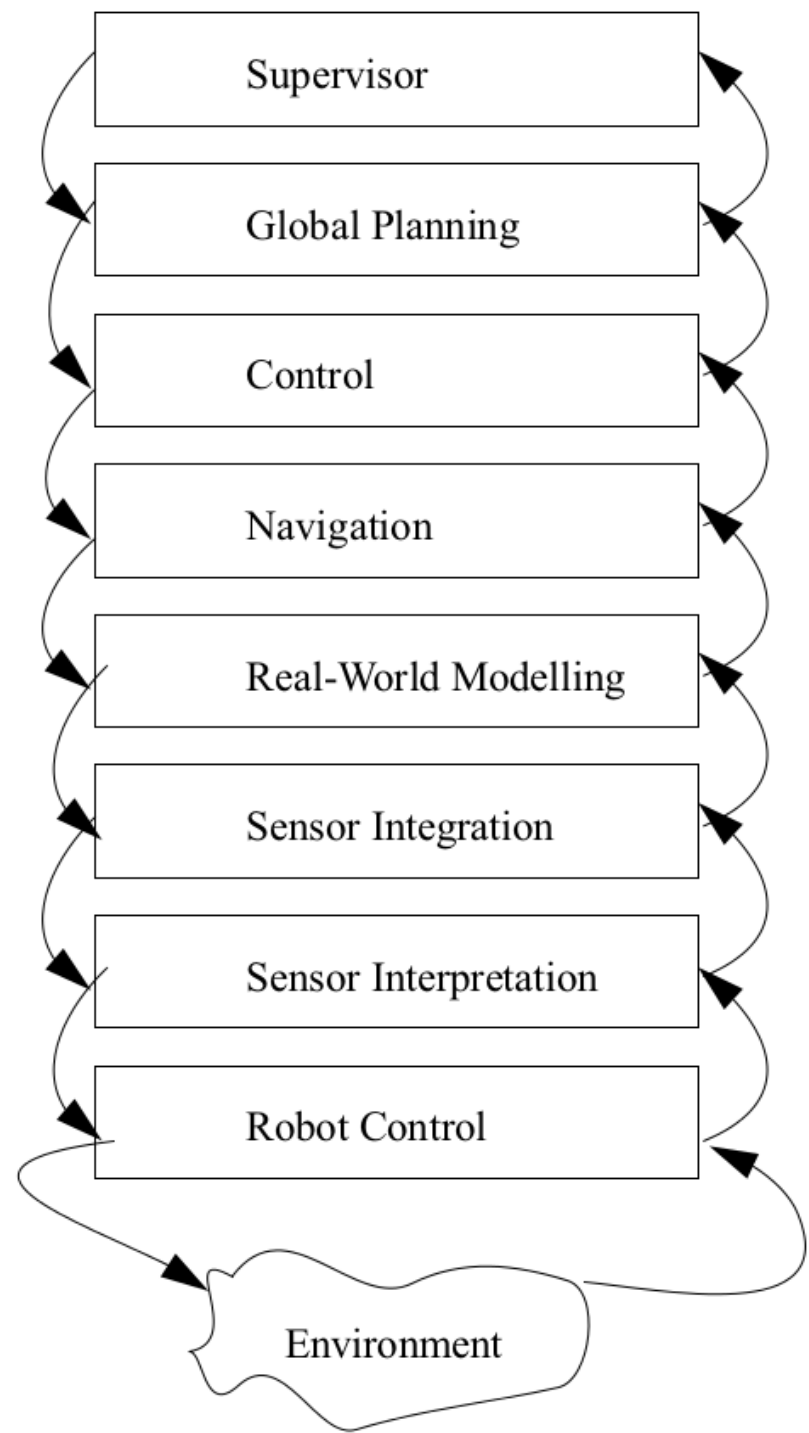 Supervisor
Global Planning
Control
Navigation
Real-World Modelling
Sensor Integration
Sensor Interpretation
Robot Control
Environment